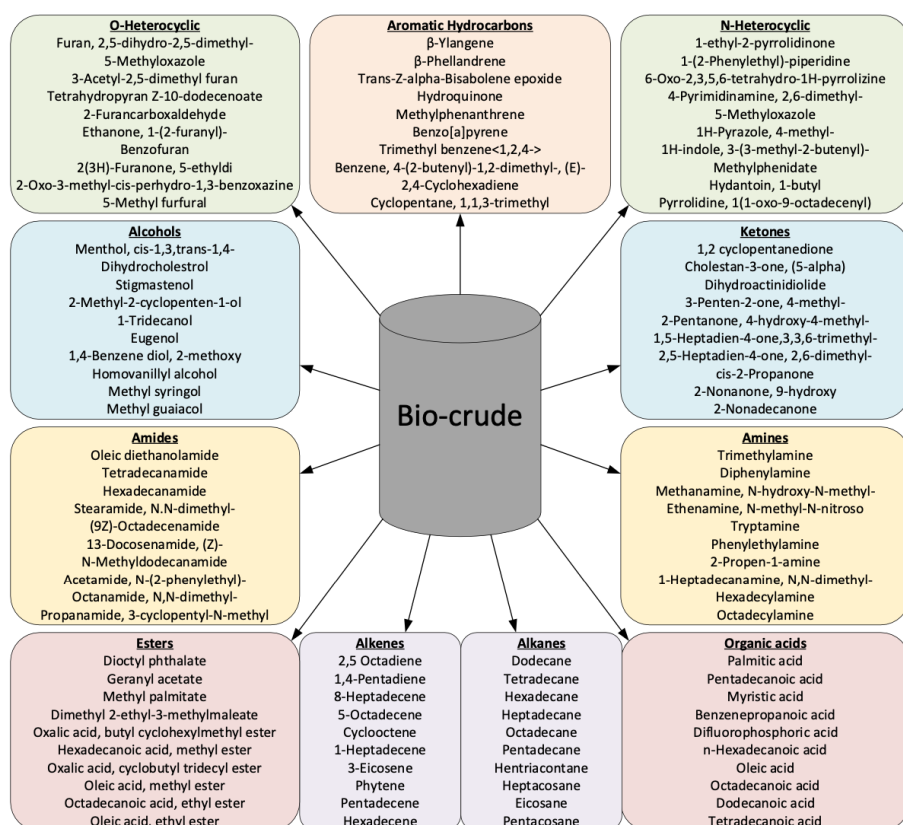 O-Heterocyclic
Furan, 2,5-dihydro-2,5-dimethyl-
5-Methyloxazole
3-Acetyl-2,5-dimethyl furan
Tetrahydropyran Z-10-dodecenoate
2-Furancarboxaldehyde
Ethanone, 1-(2-furanyl)-
Benzofuran
2(3H)-Furanone, 5-ethyldi
2-Oxo-3-methyl-cis-perhydro-1,3-benzoxazine
5-Methyl furfural
Aromatic Hydrocarbons
β-Ylangene
β-Phellandrene
Trans-Z-alpha-Bisabolene epoxide
Hydroquinone
Methylphenanthrene
Benzo[a]pyrene
Trimethyl benzene<1,2,4->
Benzene, 4-(2-butenyl)-1,2-dimethyl-, (E)-
2,4-Cyclohexadiene
Cyclopentane, 1,1,3-trimethyl
N-Heterocyclic
1-ethyl-2-pyrrolidinone
1-(2-Phenylethyl)-piperidine
6-Oxo-2,3,5,6-tetrahydro-1H-pyrrolizine
4-Pyrimidinamine, 2,6-dimethyl-
5-Methyloxazole
1H-Pyrazole, 4-methyl-
1H-indole, 3-(3-methyl-2-butenyl)-
Methylphenidate
Hydantoin, 1-butyl
Pyrrolidine, 1(1-oxo-9-octadecenyl)
Alcohols
Menthol, cis-1,3,trans-1,4-
Dihydrocholestrol
Stigmastenol
2-Methyl-2-cyclopenten-1-ol
1-Tridecanol
Eugenol
1,4-Benzene diol, 2-methoxy
Homovanillyl alcohol
Methyl syringol
Methyl guaiacol
Bio-crude
Ketones
1,2 cyclopentanedione
Cholestan-3-one, (5-alpha)
Dihydroactinidiolide
3-Penten-2-one, 4-methyl-
2-Pentanone, 4-hydroxy-4-methyl-
1,5-Heptadien-4-one,3,3,6-trimethyl-
2,5-Heptadien-4-one, 2,6-dimethyl-
cis-2-Propanone
2-Nonanone, 9-hydroxy
2-Nonadecanone
Amides
Oleic diethanolamide
Tetradecanamide
Hexadecanamide
Stearamide, N.N-dimethyl-
(9Z)-Octadecenamide
13-Docosenamide, (Z)-
N-Methyldodecanamide
Acetamide, N-(2-phenylethyl)-
Octanamide, N,N-dimethyl-
Propanamide, 3-cyclopentyl-N-methyl
Amines
Trimethylamine
Diphenylamine
Methanamine, N-hydroxy-N-methyl-
Ethenamine, N-methyl-N-nitroso
Tryptamine
Phenylethylamine
2-Propen-1-amine
1-Heptadecanamine, N,N-dimethyl-
Hexadecylamine
Octadecylamine
Esters
Dioctyl phthalate
Geranyl acetate
Methyl palmitate
Dimethyl 2-ethyl-3-methylmaleate
Oxalic acid, butyl cyclohexylmethyl ester
Hexadecanoic acid, methyl ester
Oxalic acid, cyclobutyl tridecyl ester
Oleic acid, methyl ester
Octadecanoic acid, ethyl ester
Oleic acid, ethyl ester
Alkenes
2,5 Octadiene
1,4-Pentadiene
8-Heptadecene
5-Octadecene
Cyclooctene
1-Heptadecene
3-Eicosene
Phytene
Pentadecene
Hexadecene
Alkanes
Dodecane
Tetradecane
Hexadecane
Heptadecane
Octadecane
Pentadecane
Hentriacontane
Heptacosane
Eicosane
Pentacosane
Organic acids
Palmitic acid
Pentadecanoic acid
Myristic acid
Benzenepropanoic acid
Difluorophosphoric acid
n-Hexadecanoic acid
Oleic acid
Octadecanoic acid
Dodecanoic acid
Tetradecanoic acid